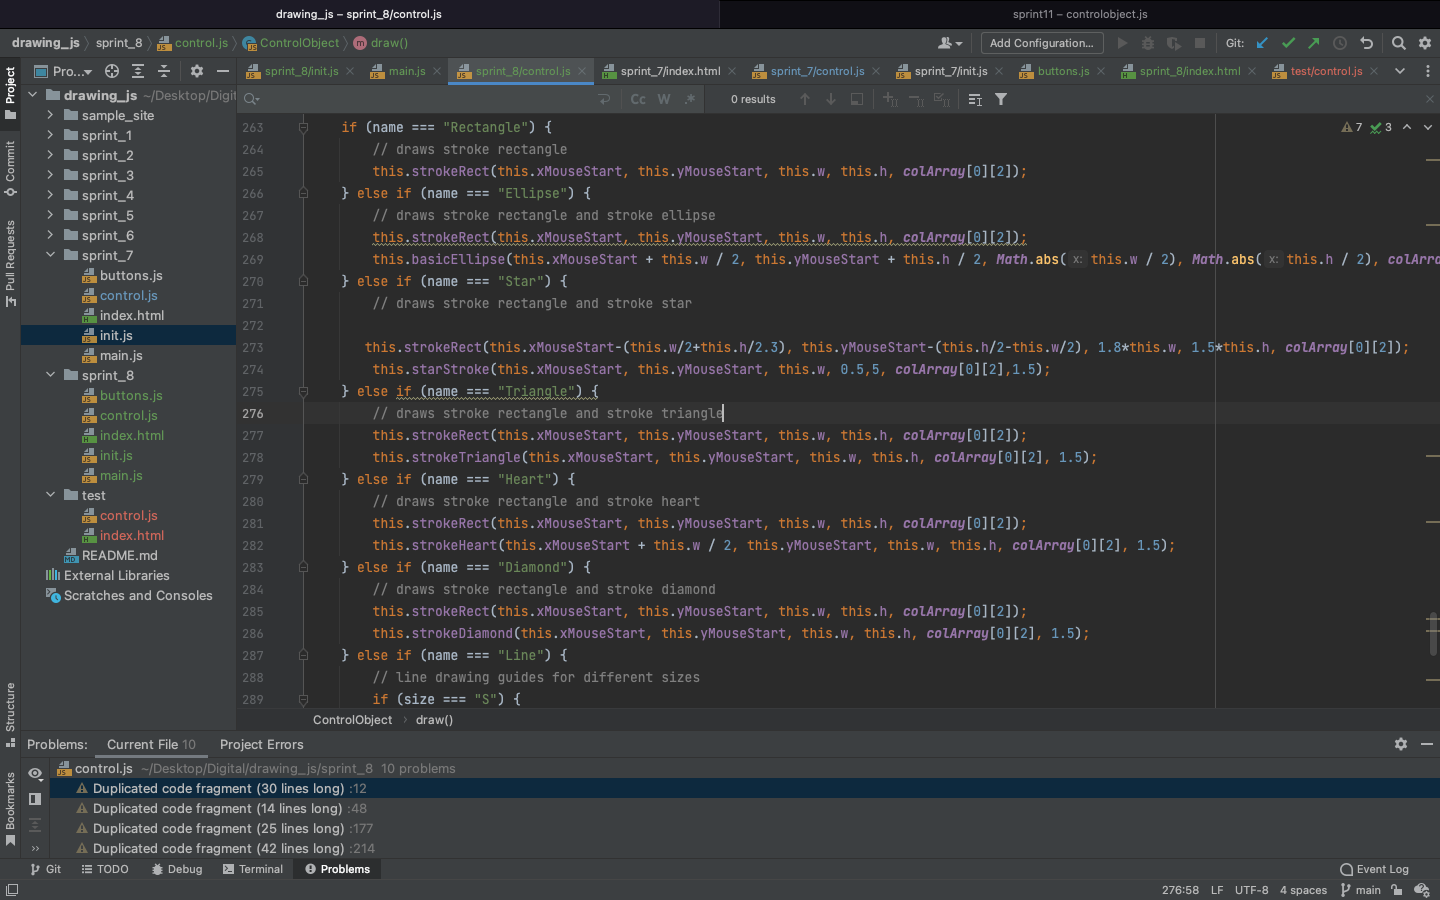 drawing_js – sprint_8/control.js
sprint11 – controlobject.js
drawing_js sprint_8 control.js ControlObject m draw()
Add Configuration... Git:
Project
Pro...
sprint_8/init.js main.js sprint_8/control.js sprint_7/index.html sprint_7/control.js sprint_7/init.js buttons.js sprint_8/index.html test/control.js
Cc W .* 0 results
drawing_js ~/Desktop/Digit
sample_site
sprint_1
sprint_2
sprint_3
sprint_4
sprint_5
sprint_6
sprint_7
buttons.js
control.js
index.html
init.js
main.js
sprint_8
buttons.js
control.js
index.html
init.js
main.js
test
control.js
index.html
README.md
External Libraries
Scratches and Consoles
Commit
Pull Requests
Structure
Bookmarks
7 3
263 if (name === "Rectangle") {
264 // draws stroke rectangle
265 this.strokeRect(this.xMouseStart, this.yMouseStart, this.w, this.h, colArray[0][2]);
266 } else if (name === "Ellipse") {
267 // draws stroke rectangle and stroke ellipse
268 this.strokeRect(this.xMouseStart, this.yMouseStart, this.w, this.h, colArray[0][2]);
269 this.basicEllipse(this.xMouseStart + this.w / 2, this.yMouseStart + this.h / 2, Math.abs( x: this.w / 2), Math.abs( x: this.h / 2), colArra
270 } else if (name === "Star") {
271 // draws stroke rectangle and stroke star
272
273 this.strokeRect(this.xMouseStart-(this.w/2+this.h/2.3), this.yMouseStart-(this.h/2-this.w/2), 1.8*this.w, 1.5*this.h, colArray[0][2]);
274 this.starStroke(this.xMouseStart, this.yMouseStart, this.w, 0.5,5, colArray[0][2],1.5);
275 } else if (name === "Triangle") {
276 // draws stroke rectangle and stroke triangle
277 this.strokeRect(this.xMouseStart, this.yMouseStart, this.w, this.h, colArray[0][2]);
278 this.strokeTriangle(this.xMouseStart, this.yMouseStart, this.w, this.h, colArray[0][2], 1.5);
279 } else if (name === "Heart") {
280 // draws stroke rectangle and stroke heart
281 this.strokeRect(this.xMouseStart, this.yMouseStart, this.w, this.h, colArray[0][2]);
282 this.strokeHeart(this.xMouseStart + this.w / 2, this.yMouseStart, this.w, this.h, colArray[0][2], 1.5);
283 } else if (name === "Diamond") {
284 // draws stroke rectangle and stroke diamond
285 this.strokeRect(this.xMouseStart, this.yMouseStart, this.w, this.h, colArray[0][2]);
286 this.strokeDiamond(this.xMouseStart, this.yMouseStart, this.w, this.h, colArray[0][2], 1.5);
287 } else if (name === "Line") {
288 // line drawing guides for different sizes
289 if (size === "S") {
ControlObject draw()
Problems: Current File 10 Project Errors
control.js ~/Desktop/Digital/drawing_js/sprint_8 10 problems
Duplicated code fragment (30 lines long) :12
Duplicated code fragment (14 lines long) :48
Duplicated code fragment (25 lines long) :177
Duplicated code fragment (42 lines long) :214
Git TODO Debug Terminal Problems Event Log
276:58 LF UTF-8 4 spaces main